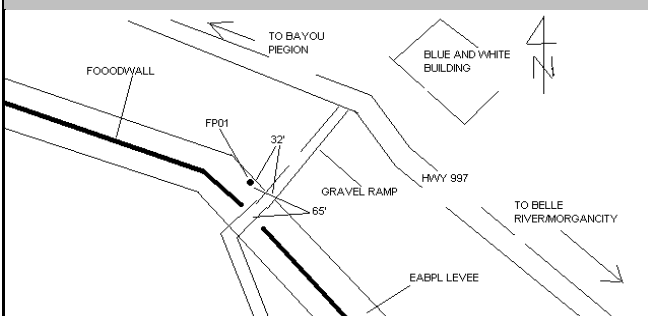 TO BAYOU
PIEGION
BLUE AND WHITE
BUILDING
N
FOOODWALL
FP01
32'
GRAVEL RAMP
HWY 997
65'
TO BELLE
RIVER/MORGANCITY
EABPL LEVEE